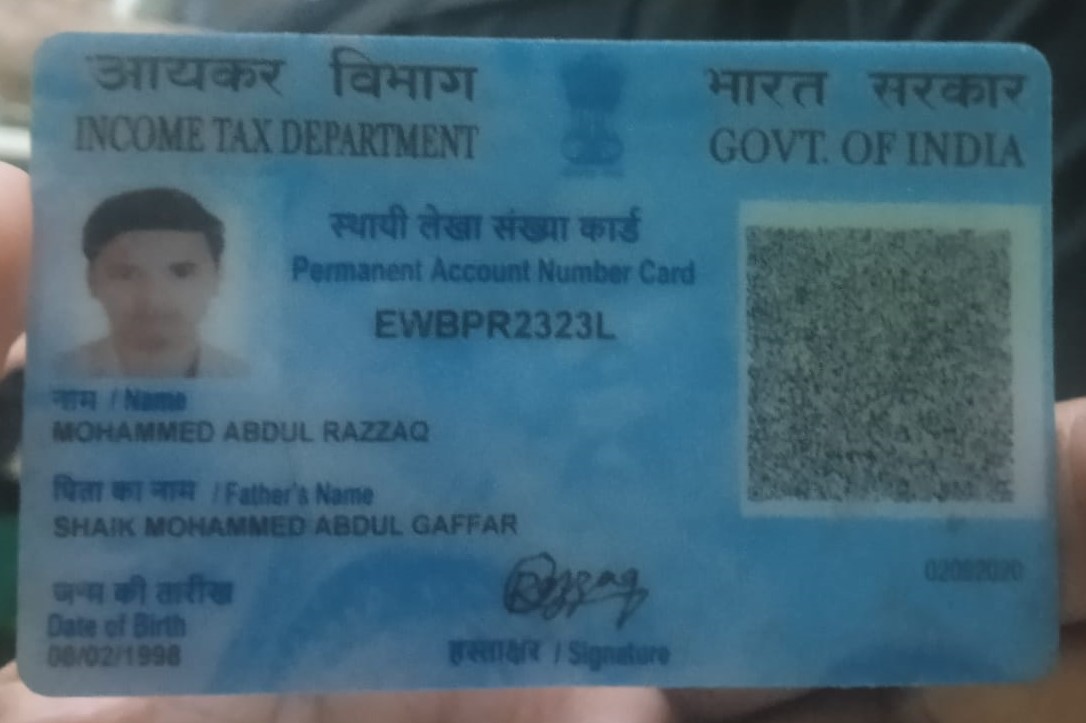 आयकर विभाग
INCOME TAX DEPARTMENT
भारत सरकार
GOVT. OF INDIA
स्थायी लेखा संख्या कार्ड
Permanent Account Number Card
EWBPR2323L
नाम / Name
MOHAMMED ABDUL RAZZAQ
पिता का नाम / Father's Name
SHAIK MOHAMMED ABDUL GAFFAR
जन्म की तारीख
Date of Birth
08/02/1998
हस्ताक्षर / Signature